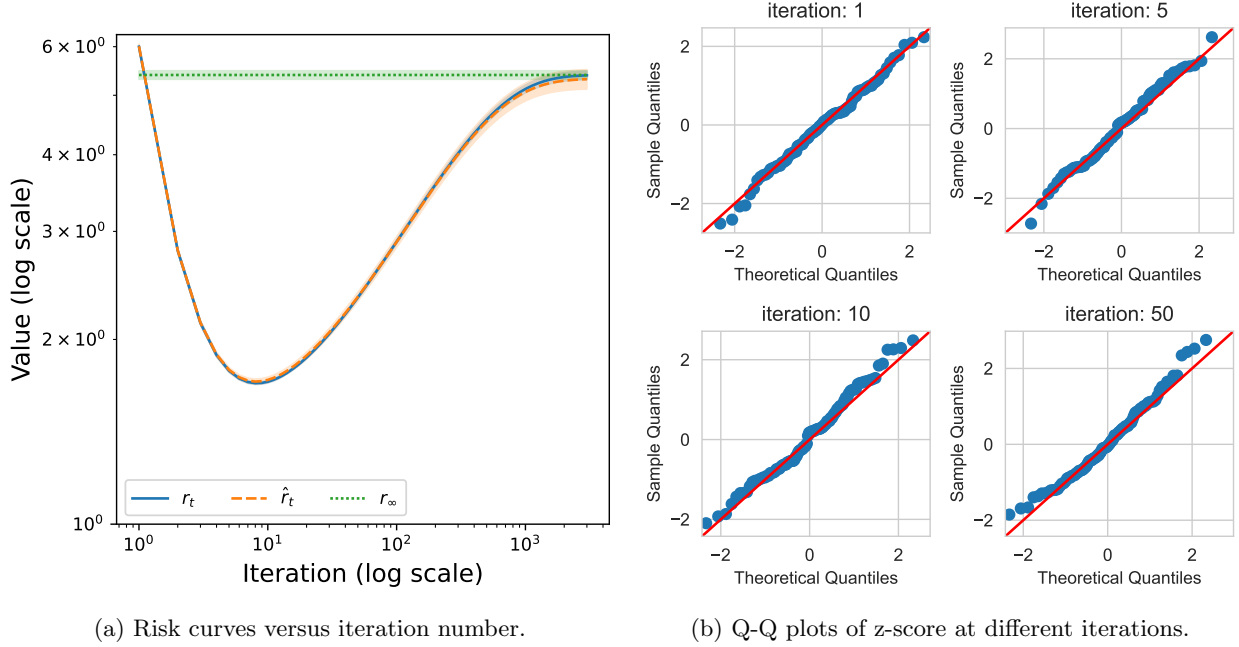 6 × 10⁰
4 × 10⁰
3 × 10⁰
2 × 10⁰
10⁰
Value (log scale)
r_t
r̂_t
r_∞
10⁰ 10¹ 10² 10³
Iteration (log scale)
(a) Risk curves versus iteration number.
iteration: 1
2
0
−2
Sample Quantiles
−2 0 2
Theoretical Quantiles
iteration: 5
2
0
−2
Sample Quantiles
−2 0 2
Theoretical Quantiles
iteration: 10
2
0
−2
Sample Quantiles
−2 0 2
Theoretical Quantiles
iteration: 50
2
0
−2
Sample Quantiles
−2 0 2
Theoretical Quantiles
(b) Q-Q plots of z-score at different iterations.